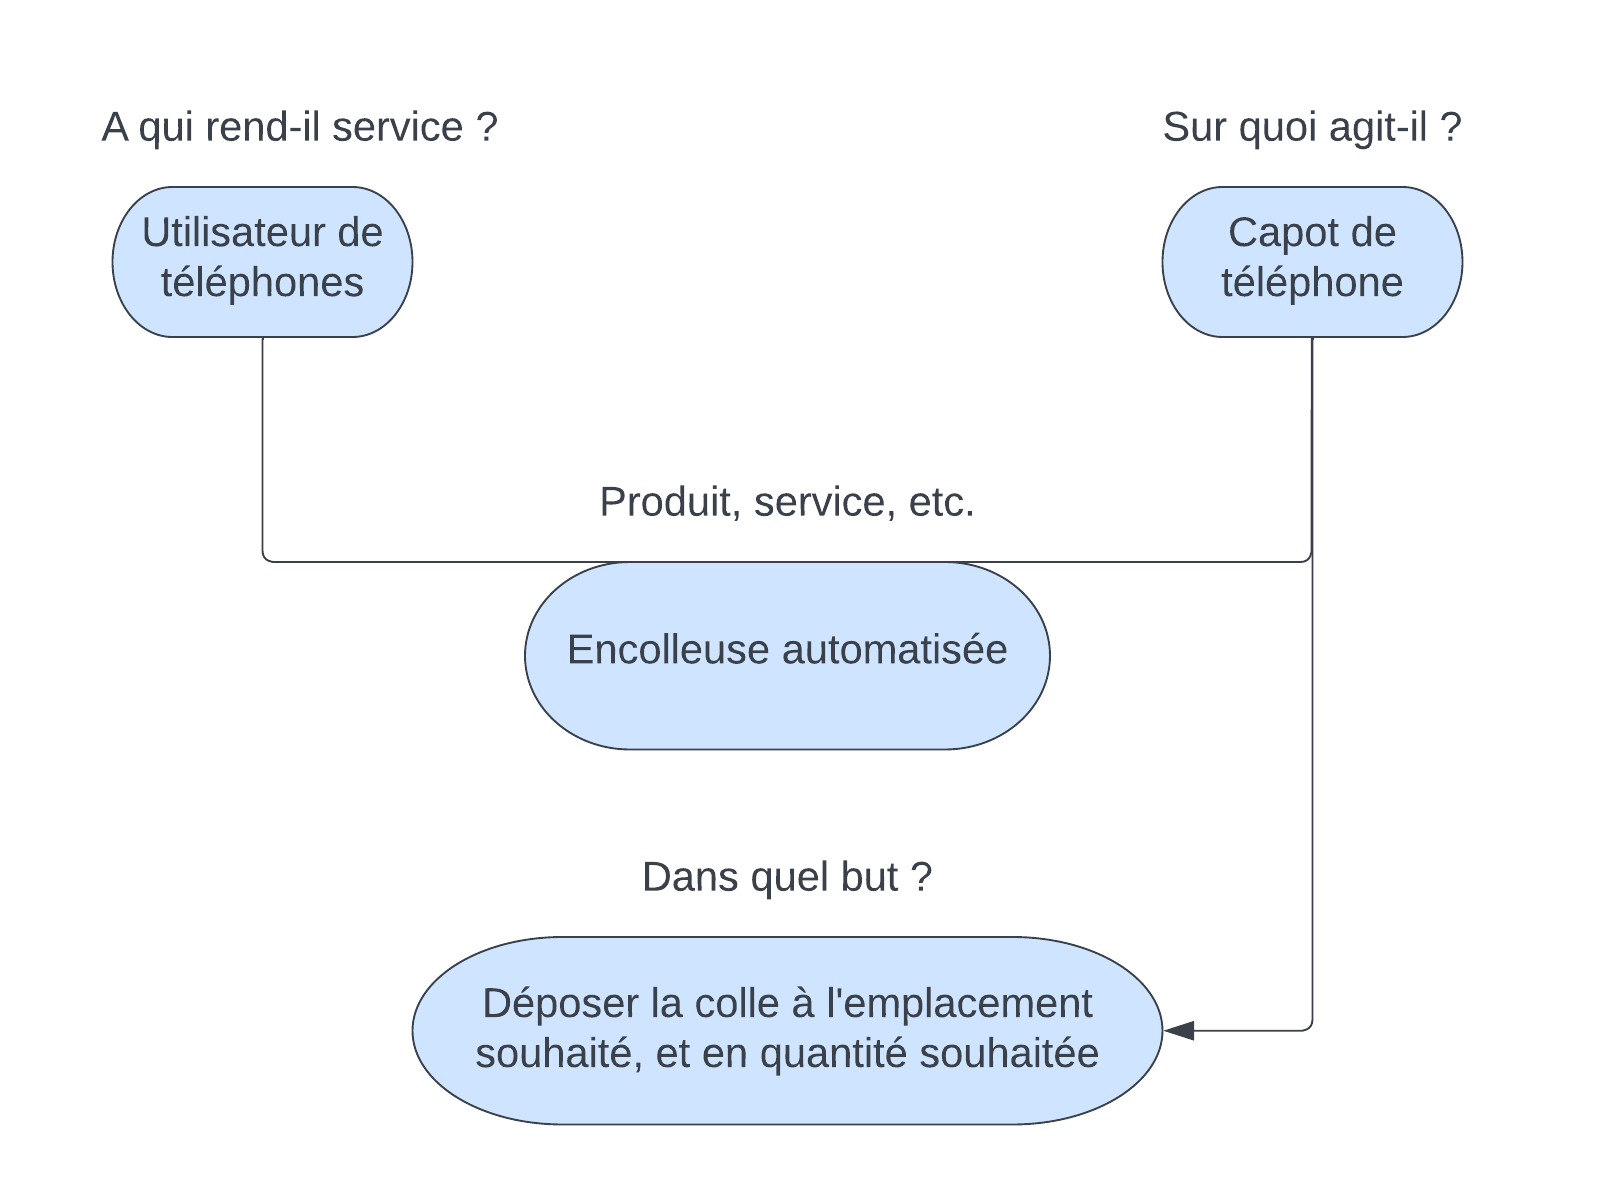 A qui rend-il service ?
Sur quoi agit-il ?
Utilisateur de
téléphones
Capot de
téléphone
Produit, service, etc.
Encolleuse automatisée
Dans quel but ?
Déposer la colle à l'emplacement
souhaité, et en quantité souhaitée